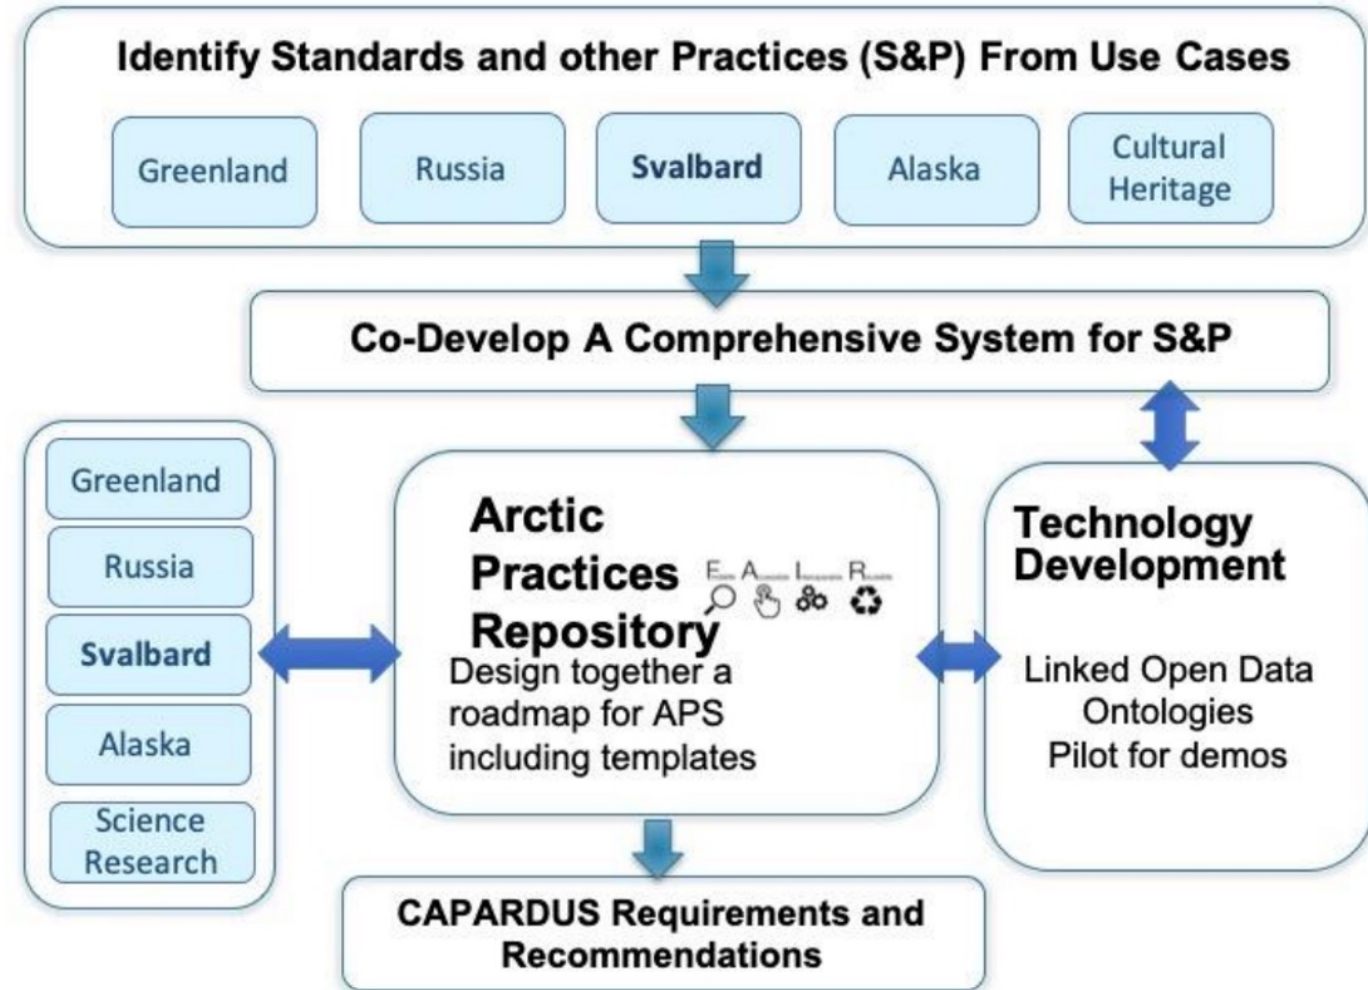 Identify Standards and other Practices (S&P) From Use Cases
Greenland
Russia
Svalbard
Alaska
Cultural
Heritage
Co-Develop A Comprehensive System for S&P
Greenland
Russia
Svalbard
Alaska
Science
Research
Arctic
Practices
Repository
F A I R
Design together a
roadmap for APS
including templates
Technology
Development
Linked Open Data
Ontologies
Pilot for demos
CAPARDUS Requirements and
Recommendations